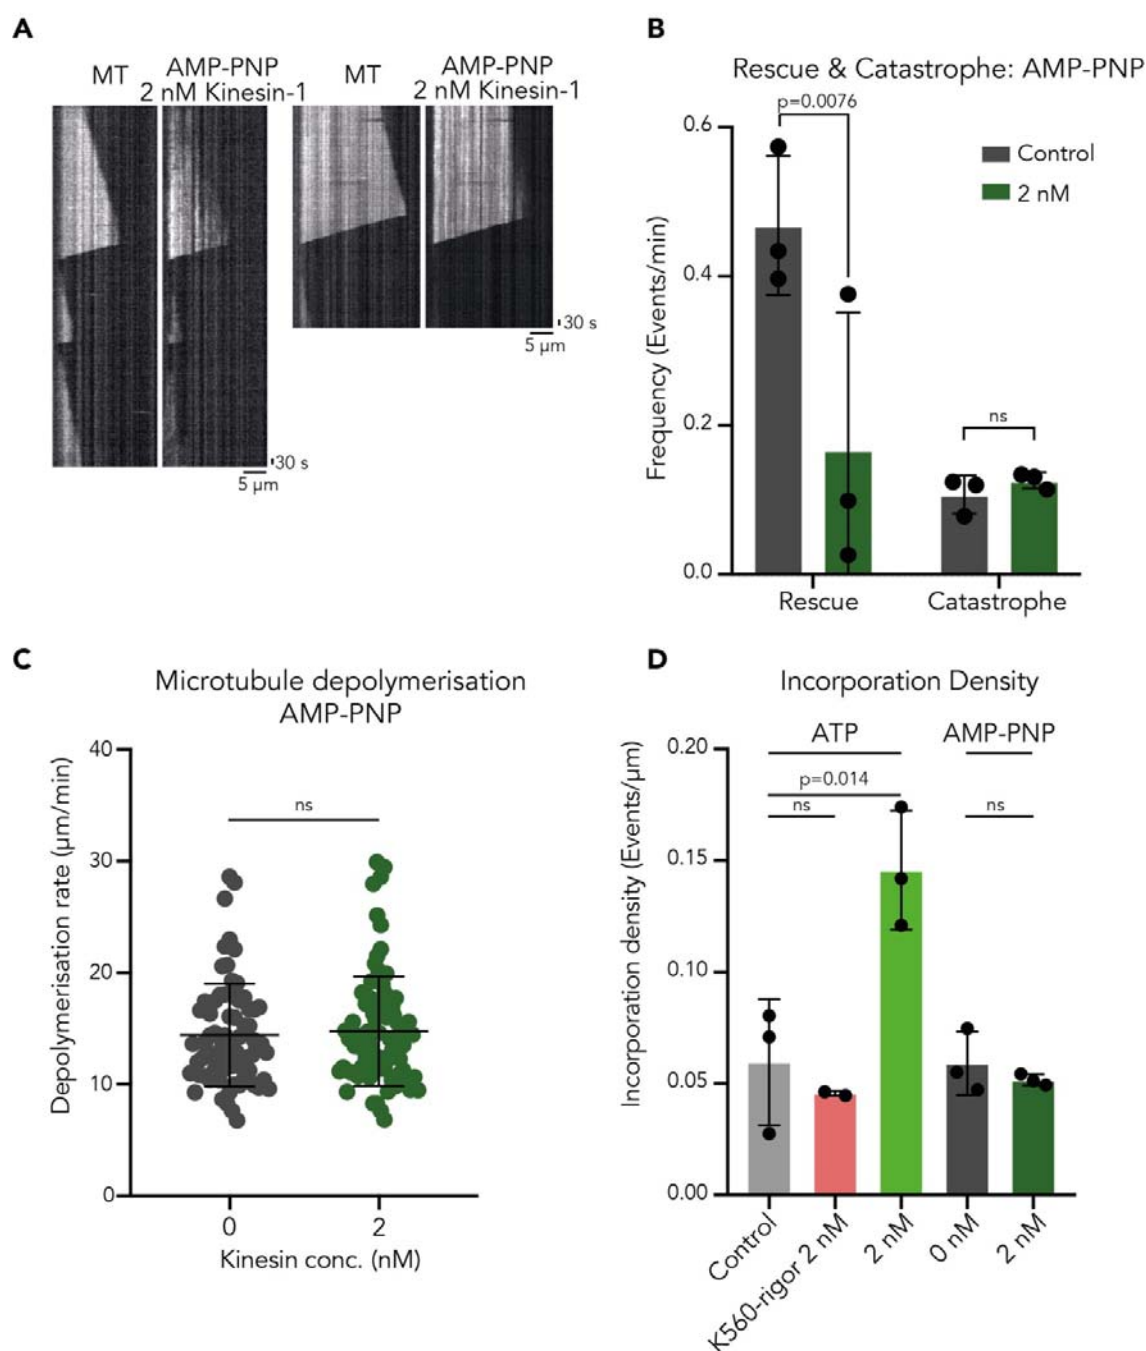 A
MT
AMP-PNP
2 nM Kinesin-1
MT
AMP-PNP
2 nM Kinesin-1
30 s
5 µm
30 s
5 µm
B
Rescue & Catastrophe: AMP-PNP
p=0.0076
Control
2 nM
ns
Frequency (Events/min)
0.6
0.4
0.2
0.0
Rescue
Catastrophe
C
Microtubule depolymerisation
AMP-PNP
ns
Depolymerisation rate (µm/min)
40
30
20
10
0
0
2
Kinesin conc. (nM)
D
Incorporation Density
ATP
AMP-PNP
p=0.014
ns
ns
Incorporation density (Events/µm)
0.20
0.15
0.10
0.05
0.00
Control
K560-rigor 2 nM
2 nM
0 nM
2 nM